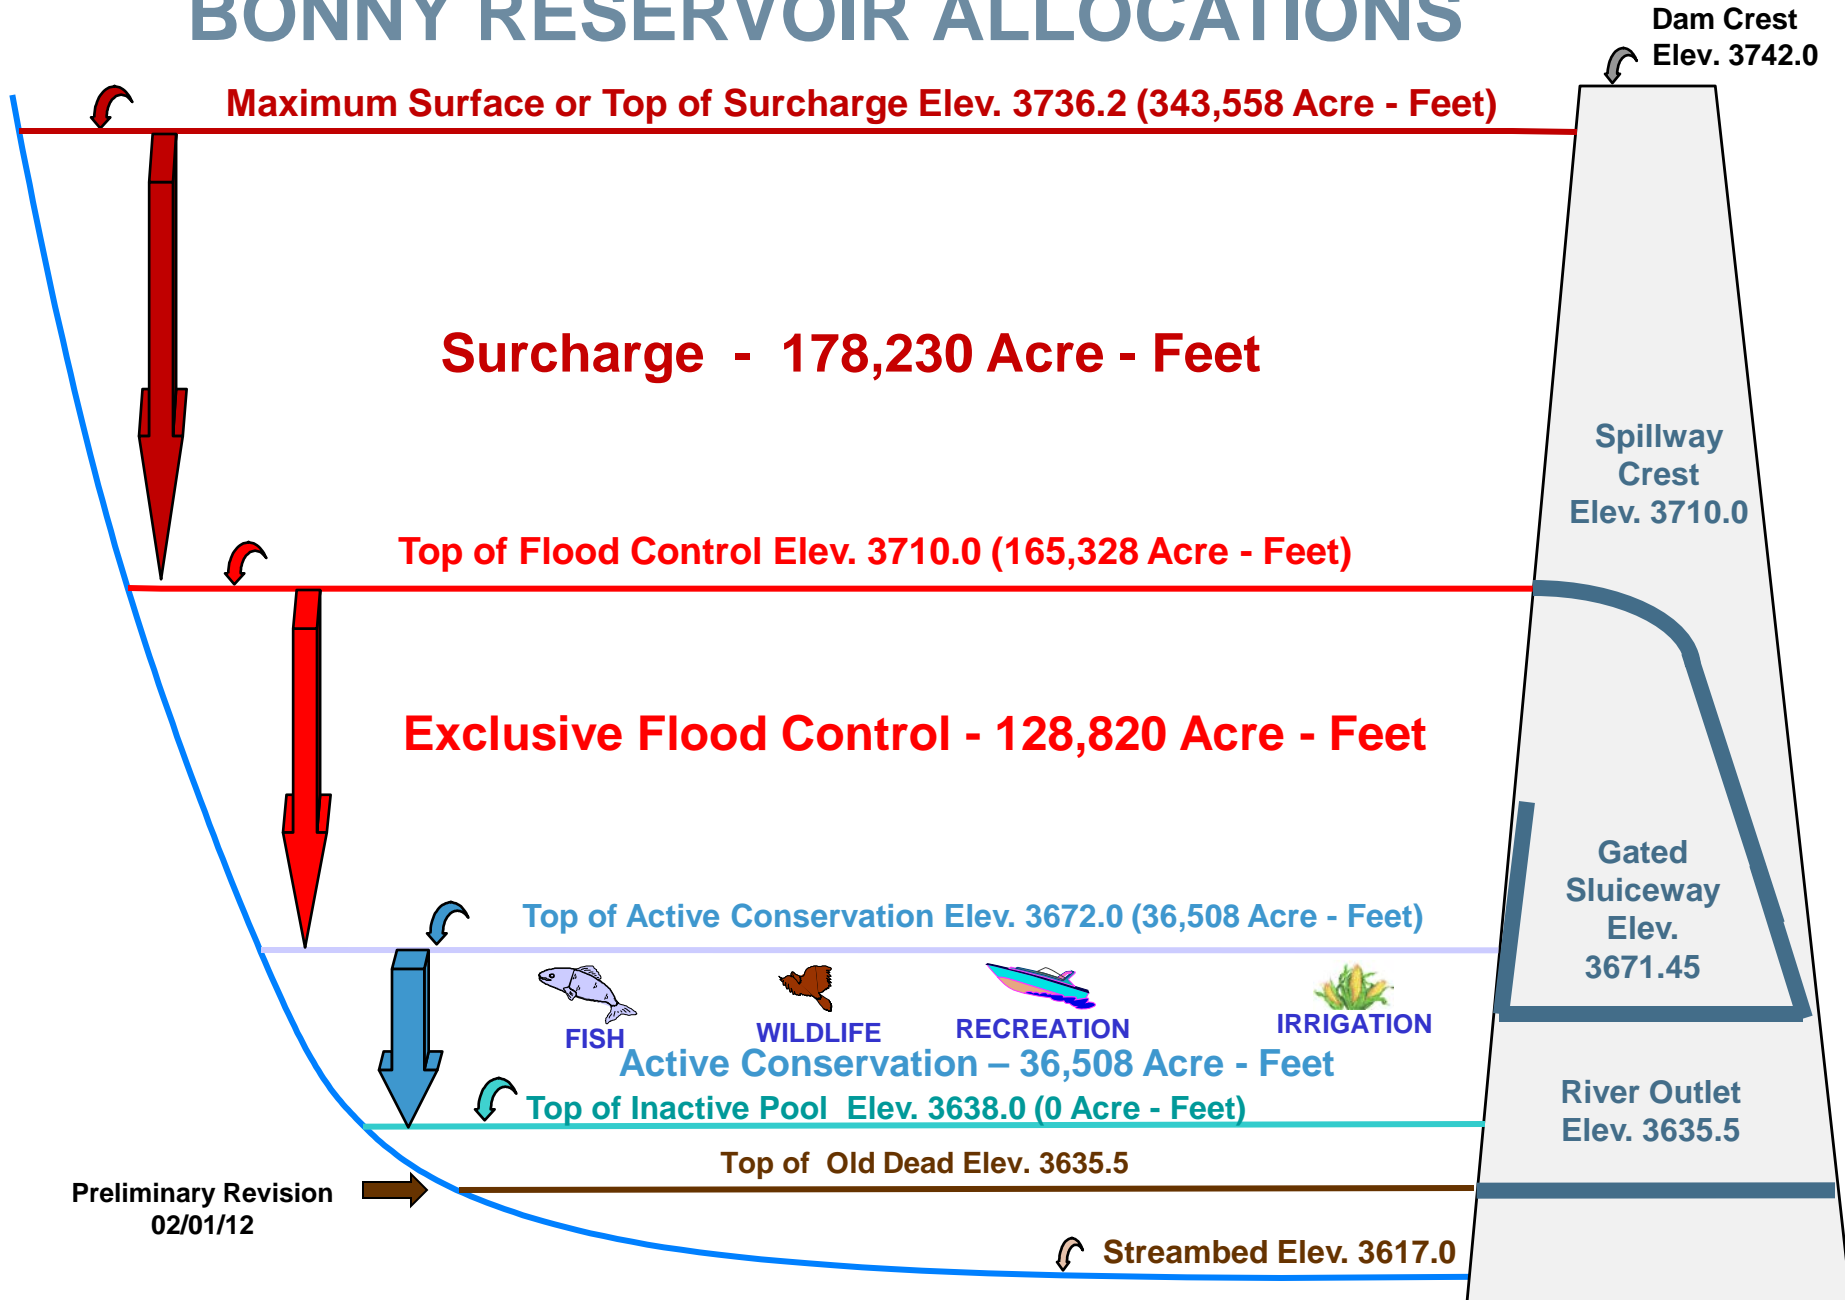 BONNY RESERVOIR ALLOCATIONS
Dam Crest
Elev. 3742.0
Maximum Surface or Top of Surcharge Elev. 3736.2 (343,558 Acre - Feet)
Surcharge - 178,230 Acre - Feet
Spillway
Crest
Elev. 3710.0
Top of Flood Control Elev. 3710.0 (165,328 Acre - Feet)
Exclusive Flood Control - 128,820 Acre - Feet
Gated
Sluiceway
Elev.
3671.45
Top of Active Conservation Elev. 3672.0 (36,508 Acre - Feet)
FISH
WILDLIFE
RECREATION
IRRIGATION
Active Conservation – 36,508 Acre - Feet
Top of Inactive Pool Elev. 3638.0 (0 Acre - Feet)
River Outlet
Elev. 3635.5
Top of Old Dead Elev. 3635.5
Preliminary Revision
02/01/12
Streambed Elev. 3617.0